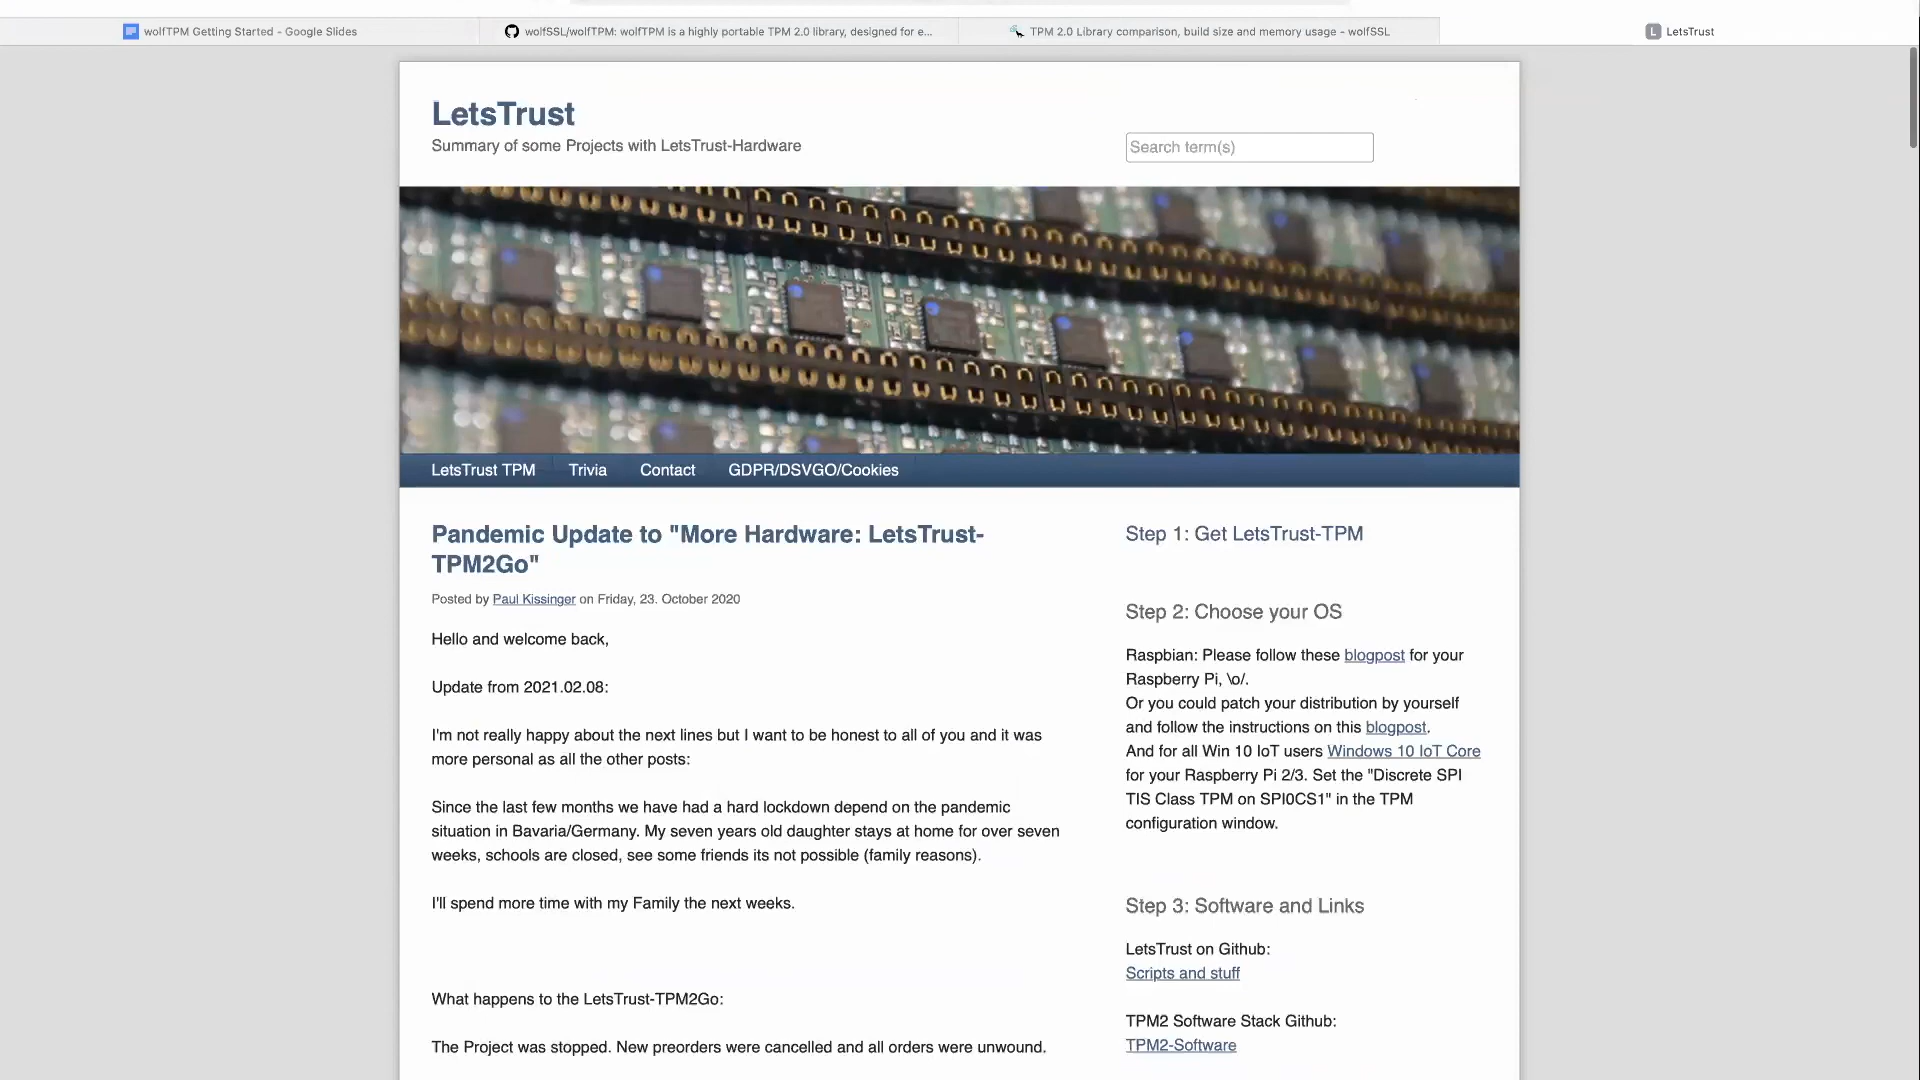 wolfTPM Getting Started - Google Slides
wolfSSL/wolfTPM: wolfTPM is a highly portable TPM 2.0 library, designed for e...
TPM 2.0 Library comparison, build size and memory usage - wolfSSL
L LetsTrust
LetsTrust
Summary of some Projects with LetsTrust-Hardware
Search term(s)
LetsTrust TPM Trivia Contact GDPR/DSVGO/Cookies
Pandemic Update to "More Hardware: LetsTrust-
TPM2Go"
Posted by Paul Kissinger on Friday, 23. October 2020
Hello and welcome back,
Update from 2021.02.08:
I'm not really happy about the next lines but I want to be honest to all of you and it was
more personal as all the other posts:
Since the last few months we have had a hard lockdown depend on the pandemic
situation in Bavaria/Germany. My seven years old daughter stays at home for over seven
weeks, schools are closed, see some friends its not possible (family reasons).
I'll spend more time with my Family the next weeks.
What happens to the LetsTrust-TPM2Go:
The Project was stopped. New preorders were cancelled and all orders were unwound.
Step 1: Get LetsTrust-TPM
Step 2: Choose your OS
Raspbian: Please follow these blogpost for your
Raspberry Pi, \o/.
Or you could patch your distribution by yourself
and follow the instructions on this blogpost.
And for all Win 10 IoT users Windows 10 IoT Core
for your Raspberry Pi 2/3. Set the "Discrete SPI
TIS Class TPM on SPI0CS1" in the TPM
configuration window.
Step 3: Software and Links
LetsTrust on Github:
Scripts and stuff
TPM2 Software Stack Github:
TPM2-Software